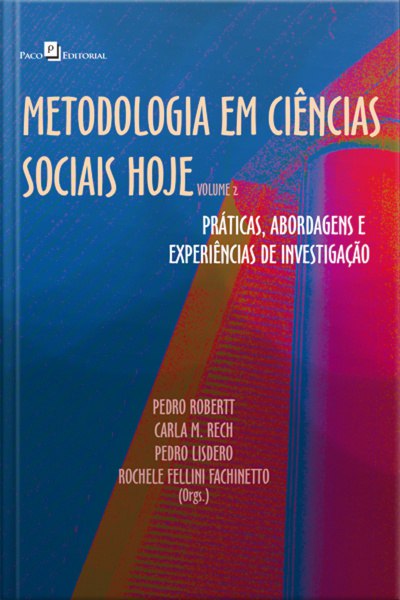 PACO EDITORIAL
METODOLOGIA EM CIÊNCIAS
SOCIAIS HOJE VOLUME 2
PRÁTICAS, ABORDAGENS E
EXPERIÊNCIAS DE INVESTIGAÇÃO
PEDRO ROBERTT
CARLA M. RECH
PEDRO LISDERO
ROCHELE FELLINI FACHINETTO
(Orgs.)